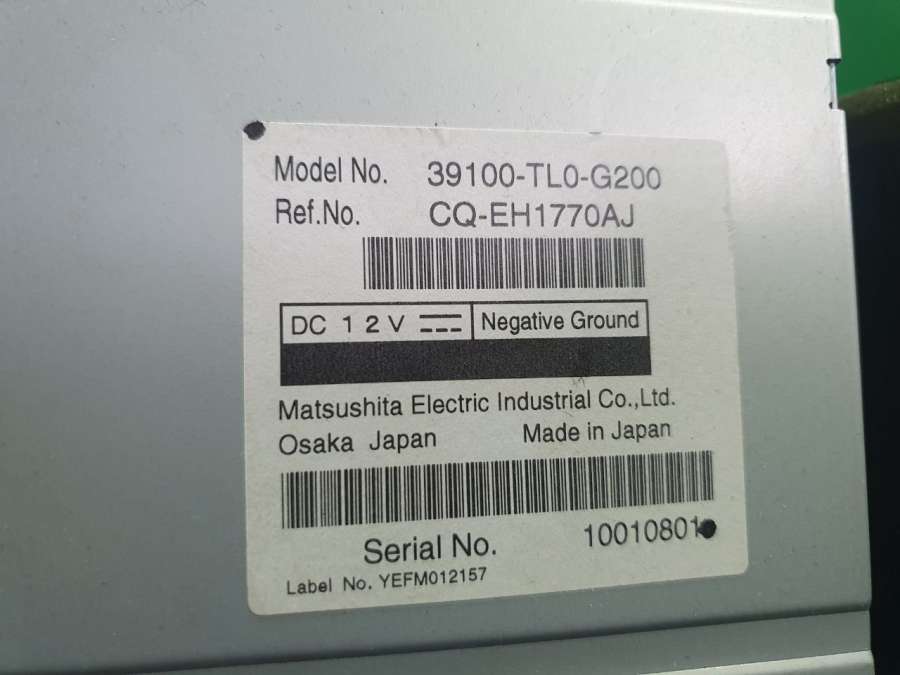 Model No. 39100-TL0-G200
Ref.No. CQ-EH1770AJ
DC 12V Negative Ground
Matsushita Electric Industrial Co.,Ltd.
Osaka Japan Made in Japan
Serial No.
Label No. YEFM012157